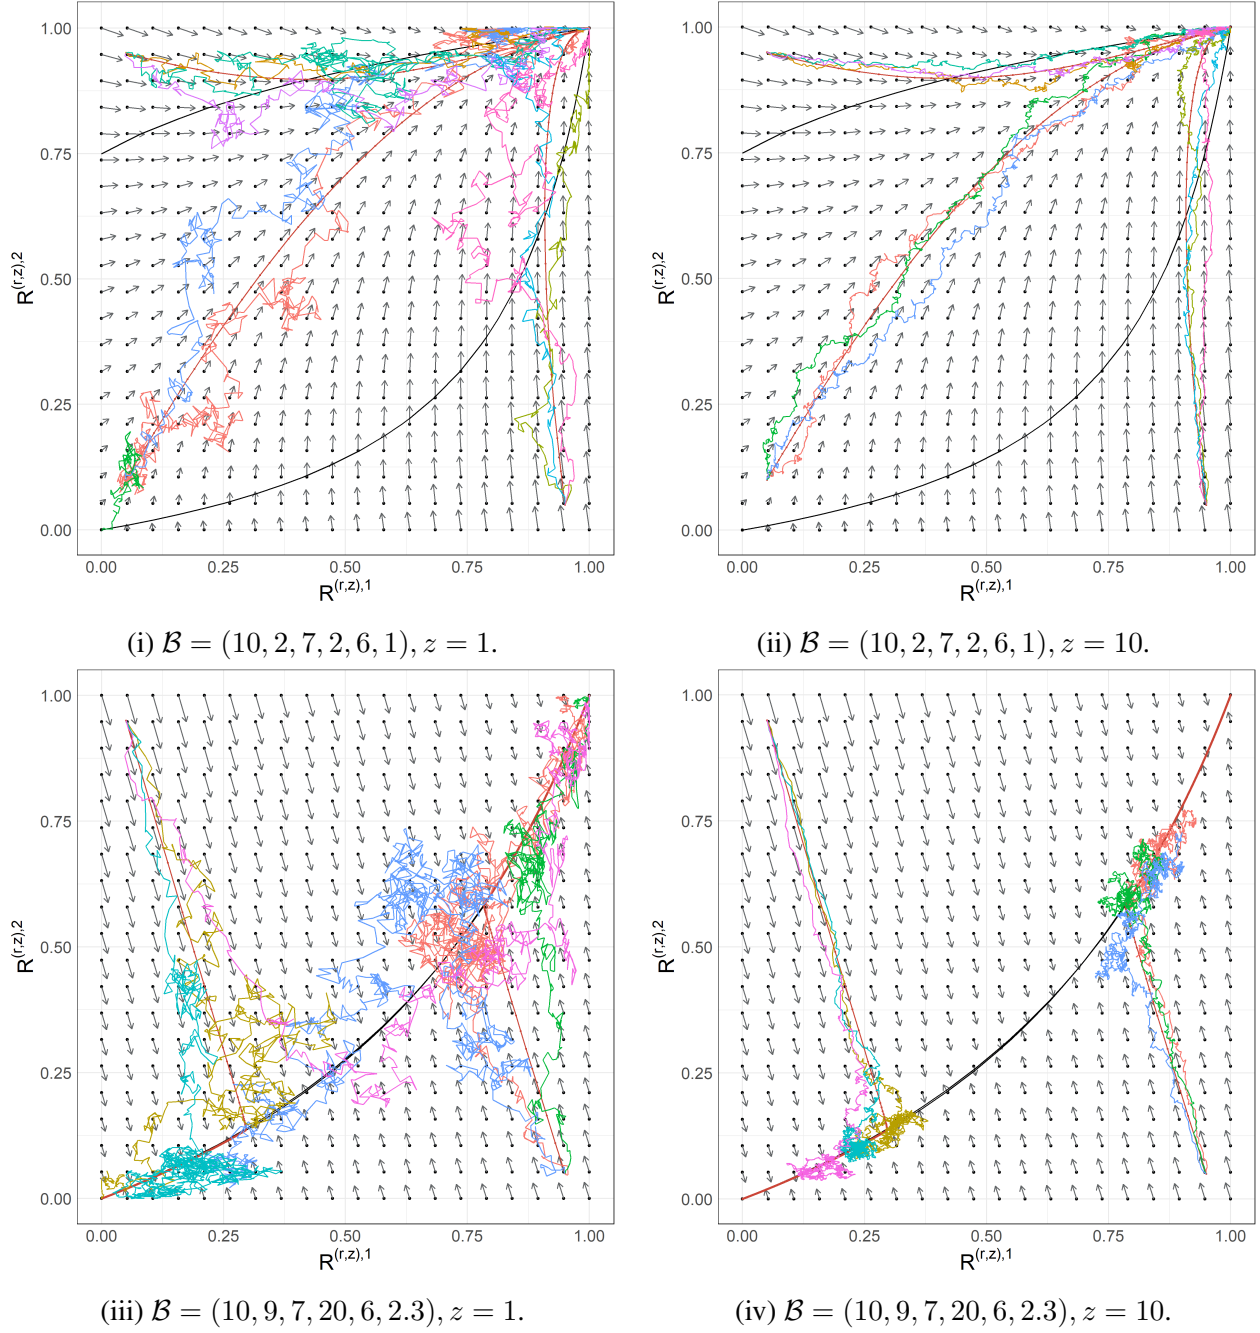 1.00
0.75
0.50
0.25
0.00
R(r,z),2
0.00 0.25 0.50 0.75 1.00
R(r,z),1
(i) ℬ = (10, 2, 7, 2, 6, 1), z = 1.
1.00
0.75
0.50
0.25
0.00
R(r,z),2
0.00 0.25 0.50 0.75 1.00
R(r,z),1
(ii) ℬ = (10, 2, 7, 2, 6, 1), z = 10.
1.00
0.75
0.50
0.25
0.00
R(r,z),2
0.00 0.25 0.50 0.75 1.00
R(r,z),1
(iii) ℬ = (10, 9, 7, 20, 6, 2.3), z = 1.
1.00
0.75
0.50
0.25
0.00
R(r,z),2
0.00 0.25 0.50 0.75 1.00
R(r,z),1
(iv) ℬ = (10, 9, 7, 20, 6, 2.3), z = 10.